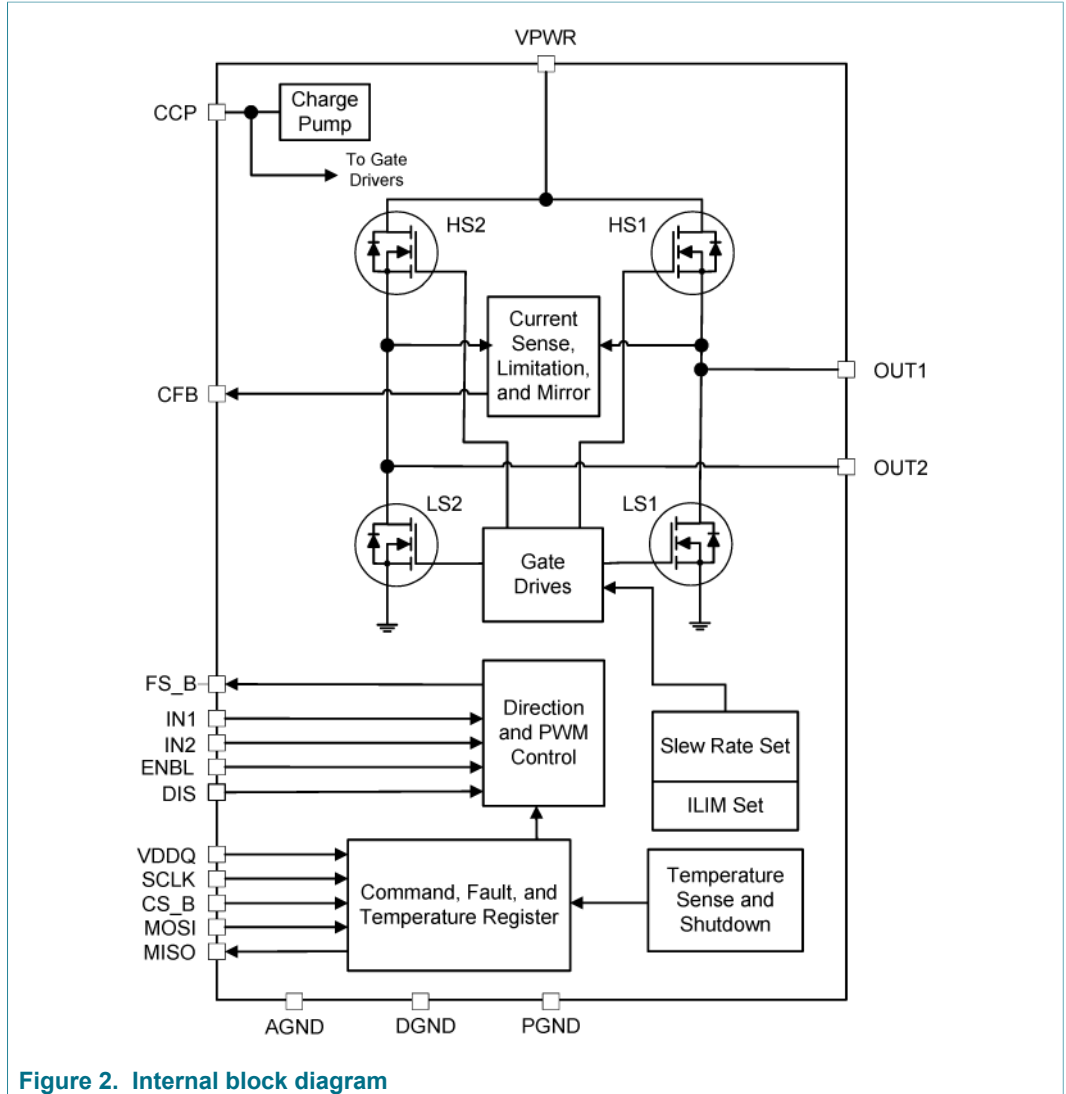 VPWR
CCP
Charge
Pump
To Gate
Drivers
HS2
HS1
Current
Sense,
Limitation,
and Mirror
OUT1
CFB
OUT2
LS2
LS1
Gate
Drives
FS_B
IN1
IN2
ENBL
DIS
Direction
and PWM
Control
Slew Rate Set
ILIM Set
VDDQ
SCLK
CS_B
MOSI
MISO
Command, Fault, and
Temperature Register
Temperature
Sense and
Shutdown
AGND
DGND
PGND
Figure 2. Internal block diagram